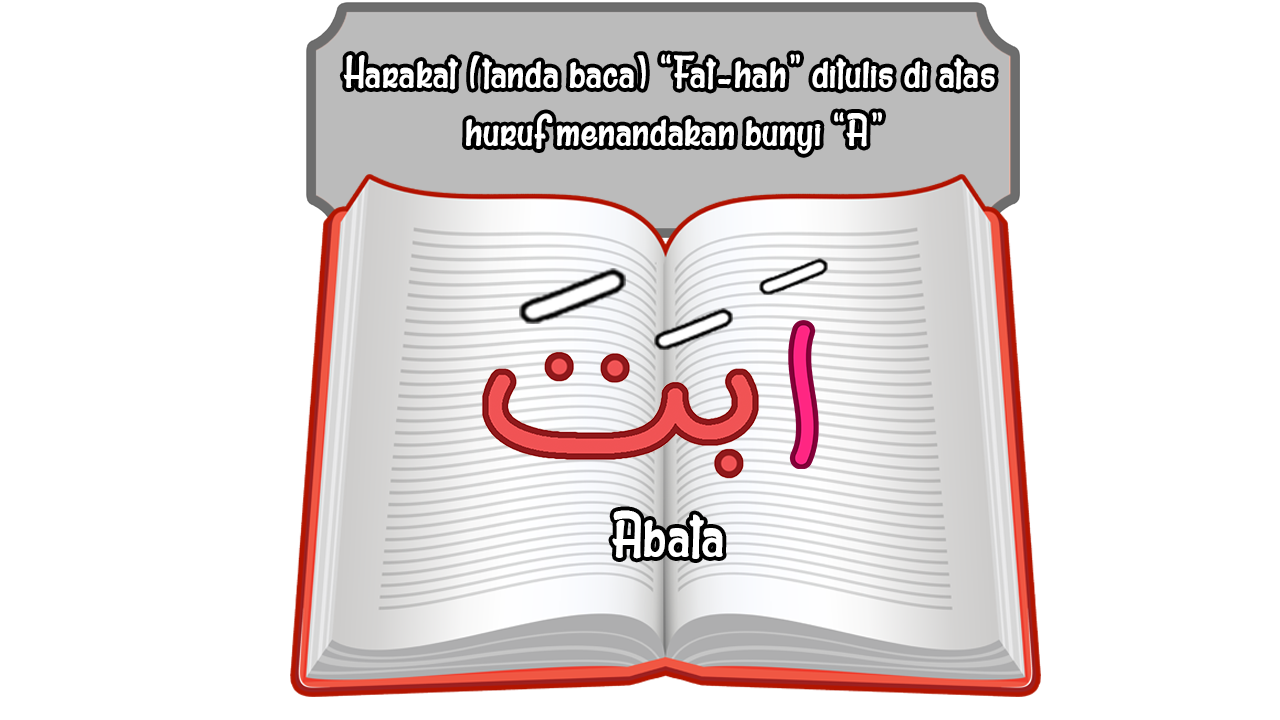 Harakat (tanda baca) “Fat-hah” ditulis di atas
huruf menandakan bunyi “A”
اَبَتَ
Abata